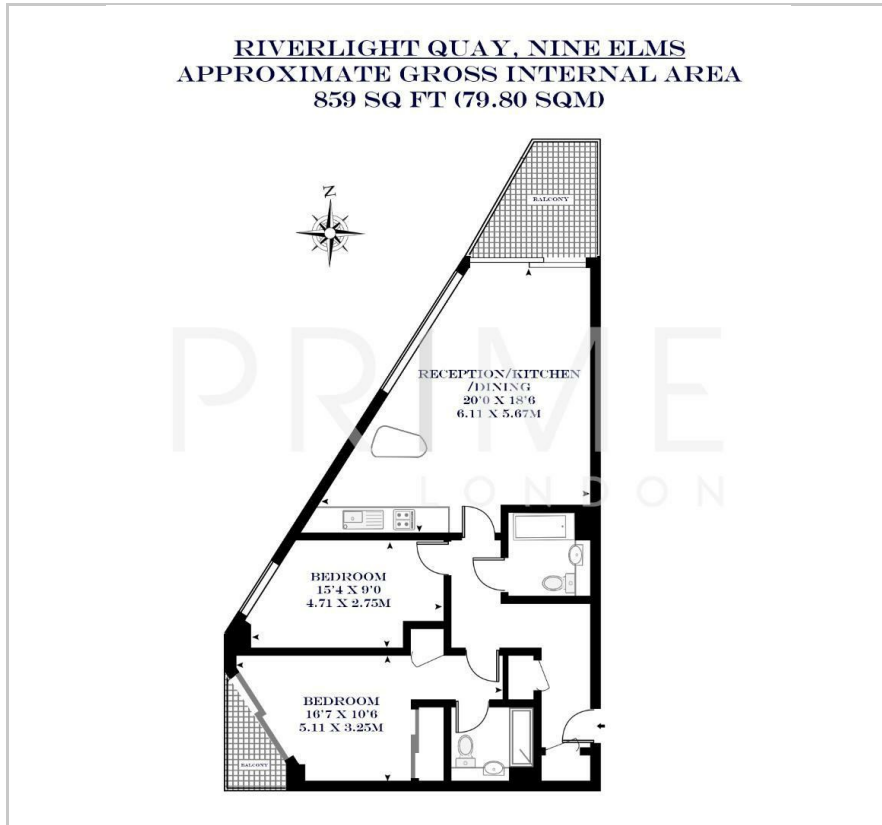 RIVERLIGHT QUAY, NINE ELMS
APPROXIMATE GROSS INTERNAL AREA
859 SQ FT (79.80 SQM)
N
BALCONY
PRIME
LONDON
RECEPTION/KITCHEN
/DINING
20'0 X 18'6
6.11 X 5.67M
BEDROOM
15'4 X 9'0
4.71 X 2.75M
BEDROOM
16'7 X 10'6
5.11 X 3.25M
BALCONY